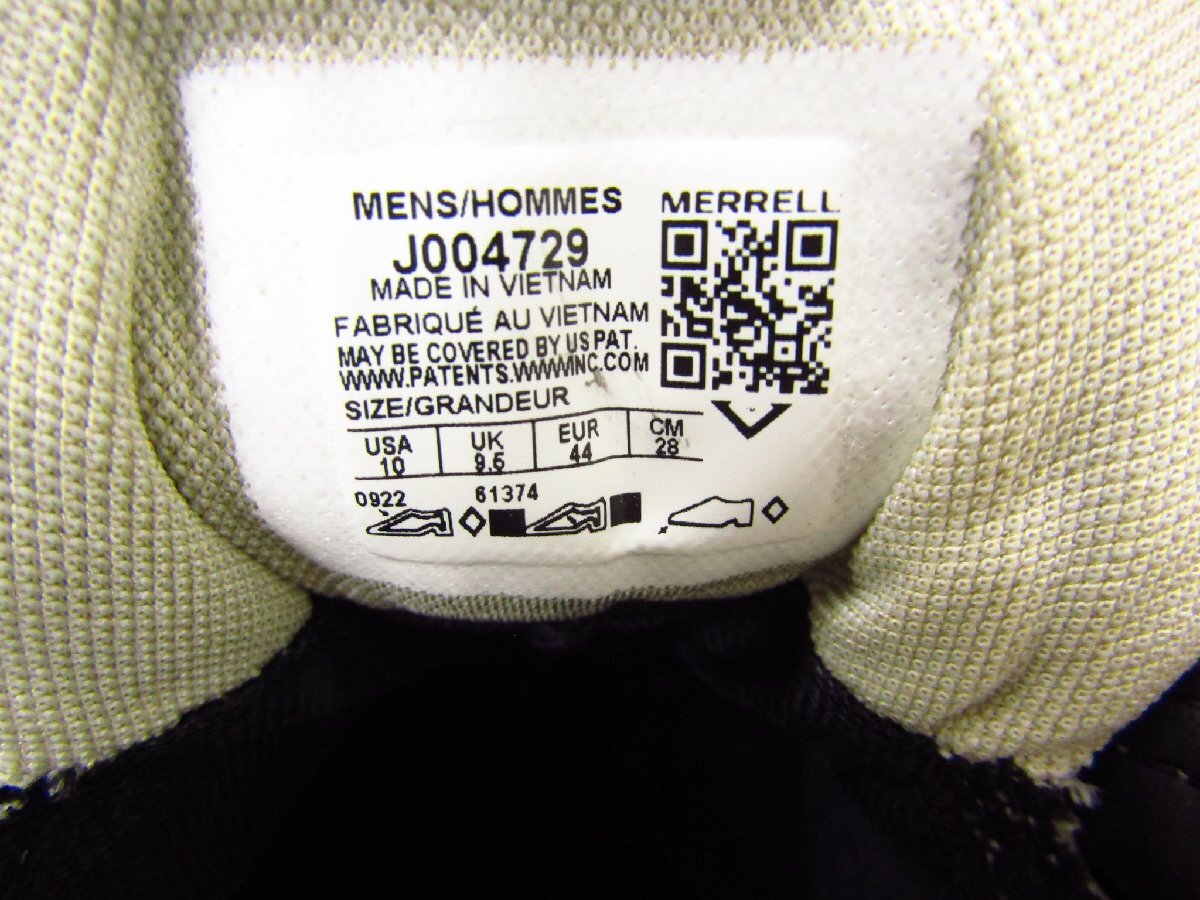 MENS/HOMMES
J004729
MADE IN VIETNAM
FABRIQUÉ AU VIETNAM
MAY BE COVERED BY US PAT.
WWW.PATENTS.WWWINC.COM
SIZE/GRANDEUR
USA UK EUR CM
10 9.5 44 28
0922 61374
MERRELL